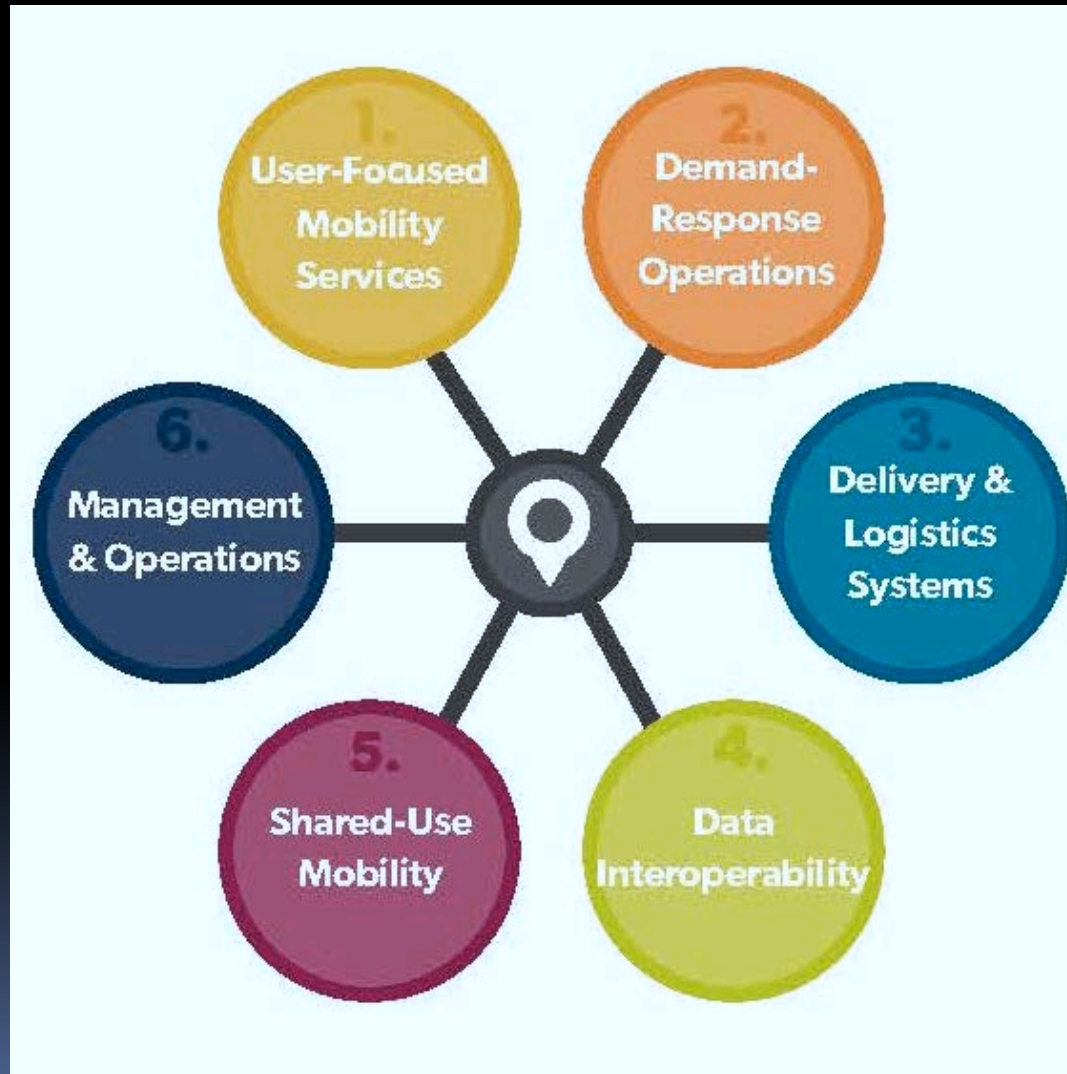 1.
User-Focused
Mobility
Services
2.
Demand-
Response
Operations
3.
Delivery &
Logistics
Systems
4.
Data
Interoperability
5.
Shared-Use
Mobility
6.
Management
& Operations